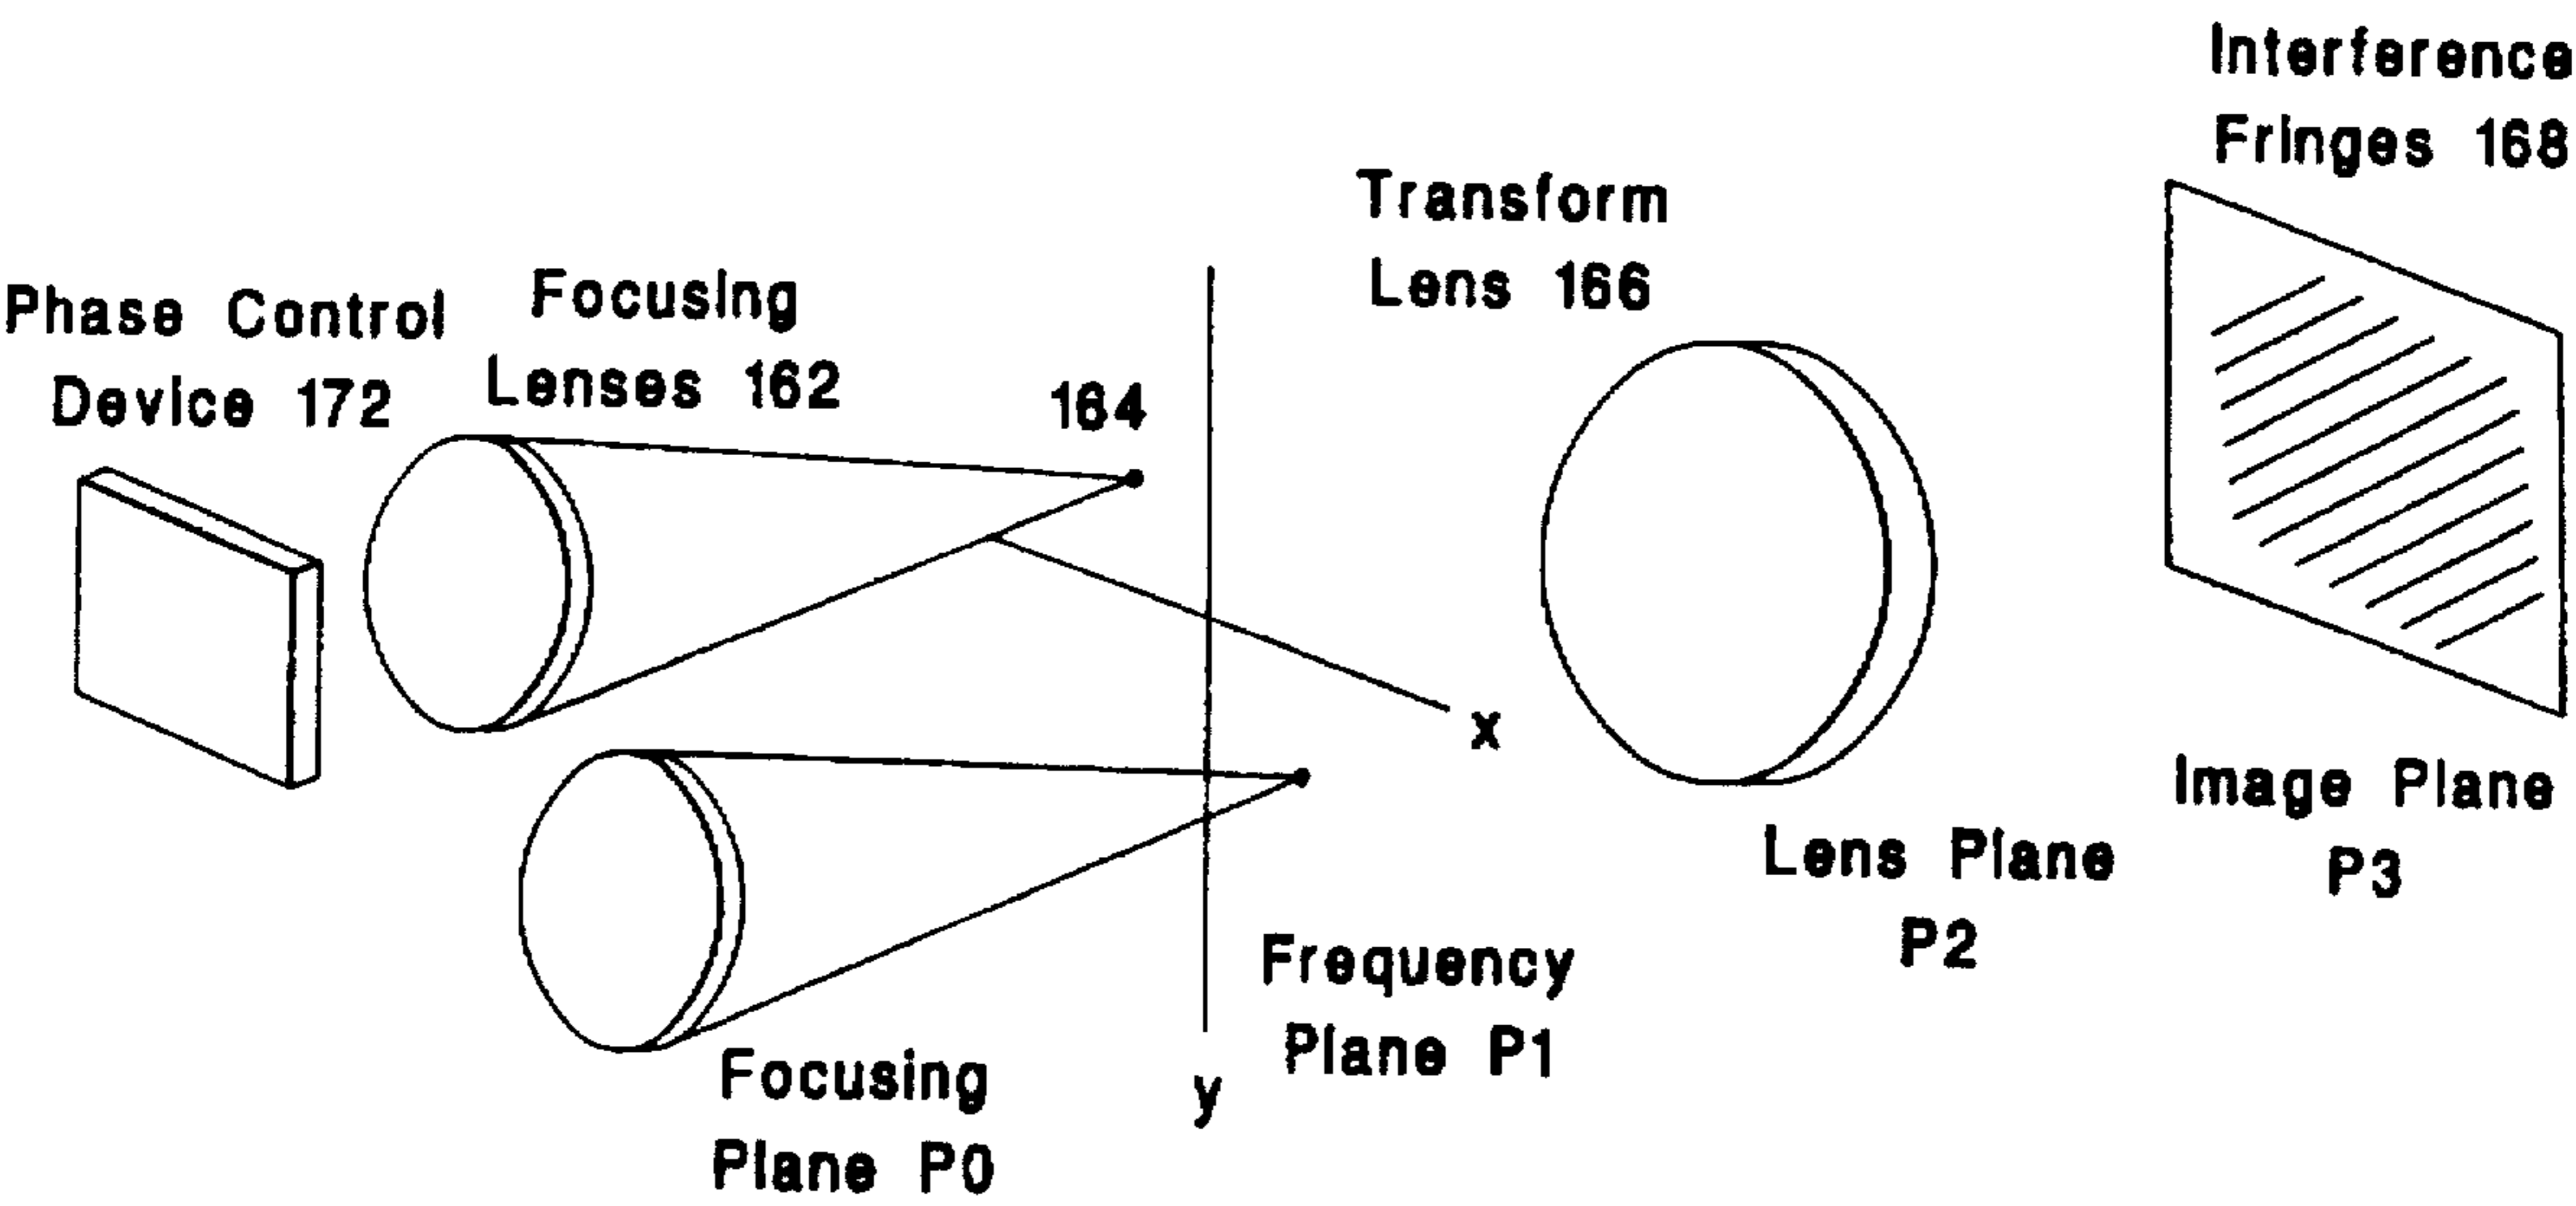 Interference
Fringes 168
Transform
Lens 166
Phase Control
Device 172
Focusing
Lenses 162
164
x
Image Plane
P3
Lens Plane
P2
Frequency
Plane P1
Focusing
Plane P0
y